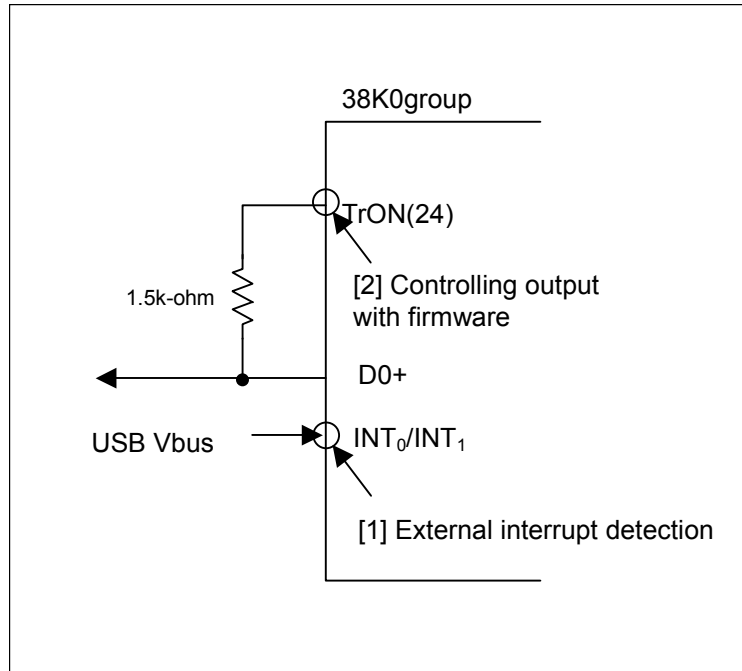 38K0group
TrON(24)
1.5k-ohm
[2] Controlling output
with firmware
D0+
USB Vbus
INT0/INT1
[1] External interrupt detection